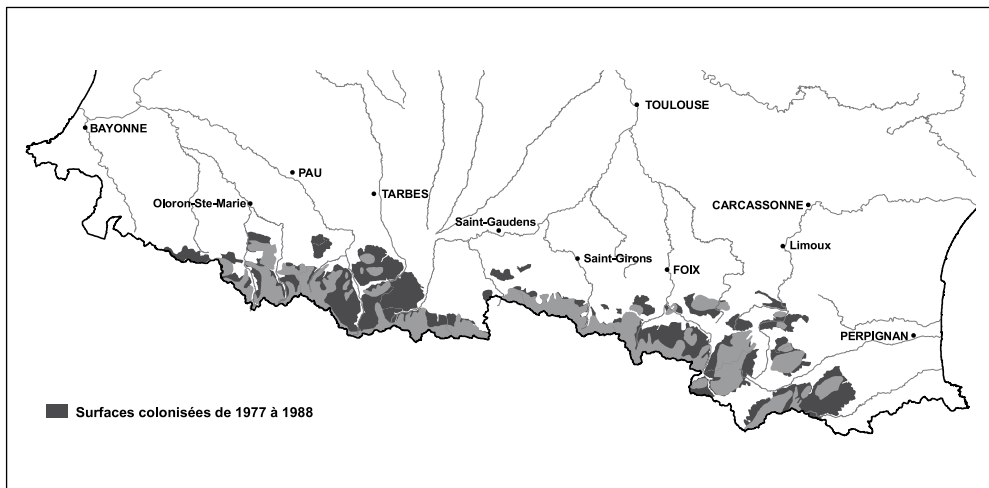 TOULOUSE
BAYONNE
PAU
TARBES
Oloron-Ste-Marie
CARCASSONNE
Saint-Gaudens
Limoux
Saint-Girons
FOIX
PERPIGNAN
Surfaces colonisées de 1977 à 1988